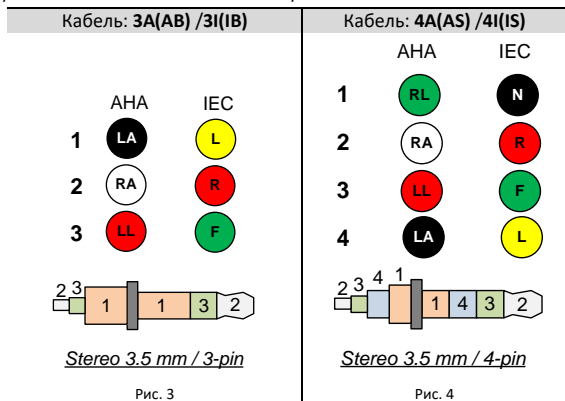 Кабель: 3A(AB) /3I(IB)
AHA IEC
1 LA L
2 RA R
3 LL F
2 3 1 1 3 2
Stereo 3.5 mm / 3-pin
Рис. 3
Кабель: 4A(AS) /4I(IS)
AHA IEC
1 RL N
2 RA R
3 LL F
4 LA L
2 3 4 1 1 4 3 2
Stereo 3.5 mm / 4-pin
Рис. 4